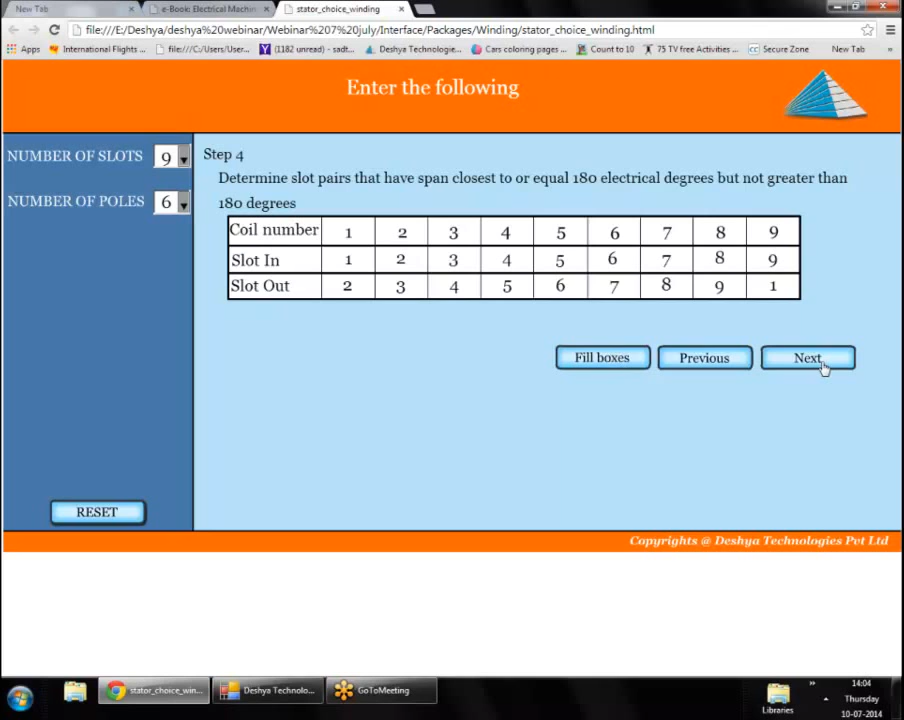 New Tab
e-Book: Electrical Machin
stator_choice_winding
file:///E:/Deshya/deshya%20webinar/Webinar%207%20july/Interface/Packages/Winding/stator_choice_winding.html
Apps
International Flights ...
file:///C:/Users/User...
(1182 unread) - sadt...
Deshya Technologie...
Cars coloring pages ...
Count to 10
75 TV free Activities ...
Secure Zone
New Tab
»
Enter the following
NUMBER OF SLOTS 9
NUMBER OF POLES 6
RESET
Step 4
Determine slot pairs that have span closest to or equal 180 electrical degrees but not greater than
180 degrees
Coil number 1 2 3 4 5 6 7 8 9
Slot In 1 2 3 4 5 6 7 8 9
Slot Out 2 3 4 5 6 7 8 9 1
Fill boxes
Previous
Next
Copyrights @ Deshya Technologies Pvt Ltd
stator_choice_win...
Deshya Technolo...
GoToMeeting
Libraries
»
14:04
Thursday
10-07-2014